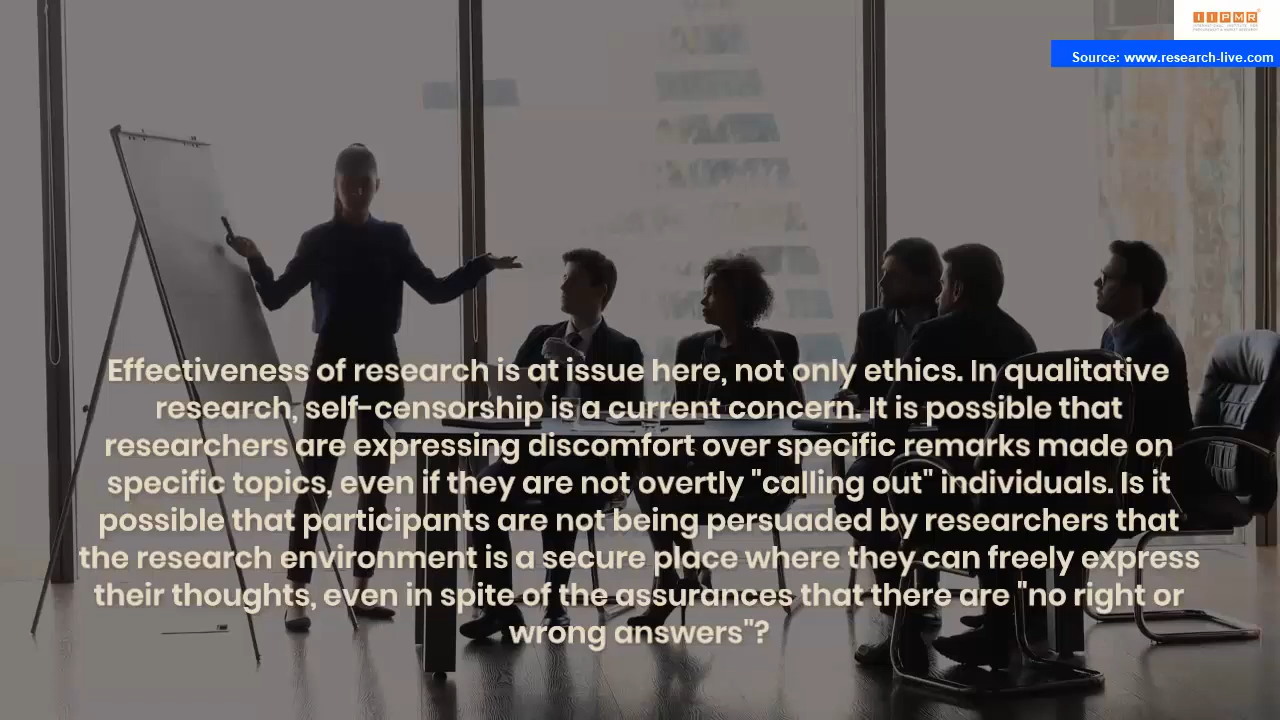 IIPMR
Source: www.research-live.com
Effectiveness of research is at issue here, not only ethics. In qualitative
research, self-censorship is a current concern. It is possible that
researchers are expressing discomfort over specific remarks made on
specific topics, even if they are not overtly "calling out" individuals. Is it
possible that participants are not being persuaded by researchers that
the research environment is a secure place where they can freely express
their thoughts, even in spite of the assurances that there are "no right or
wrong answers"?